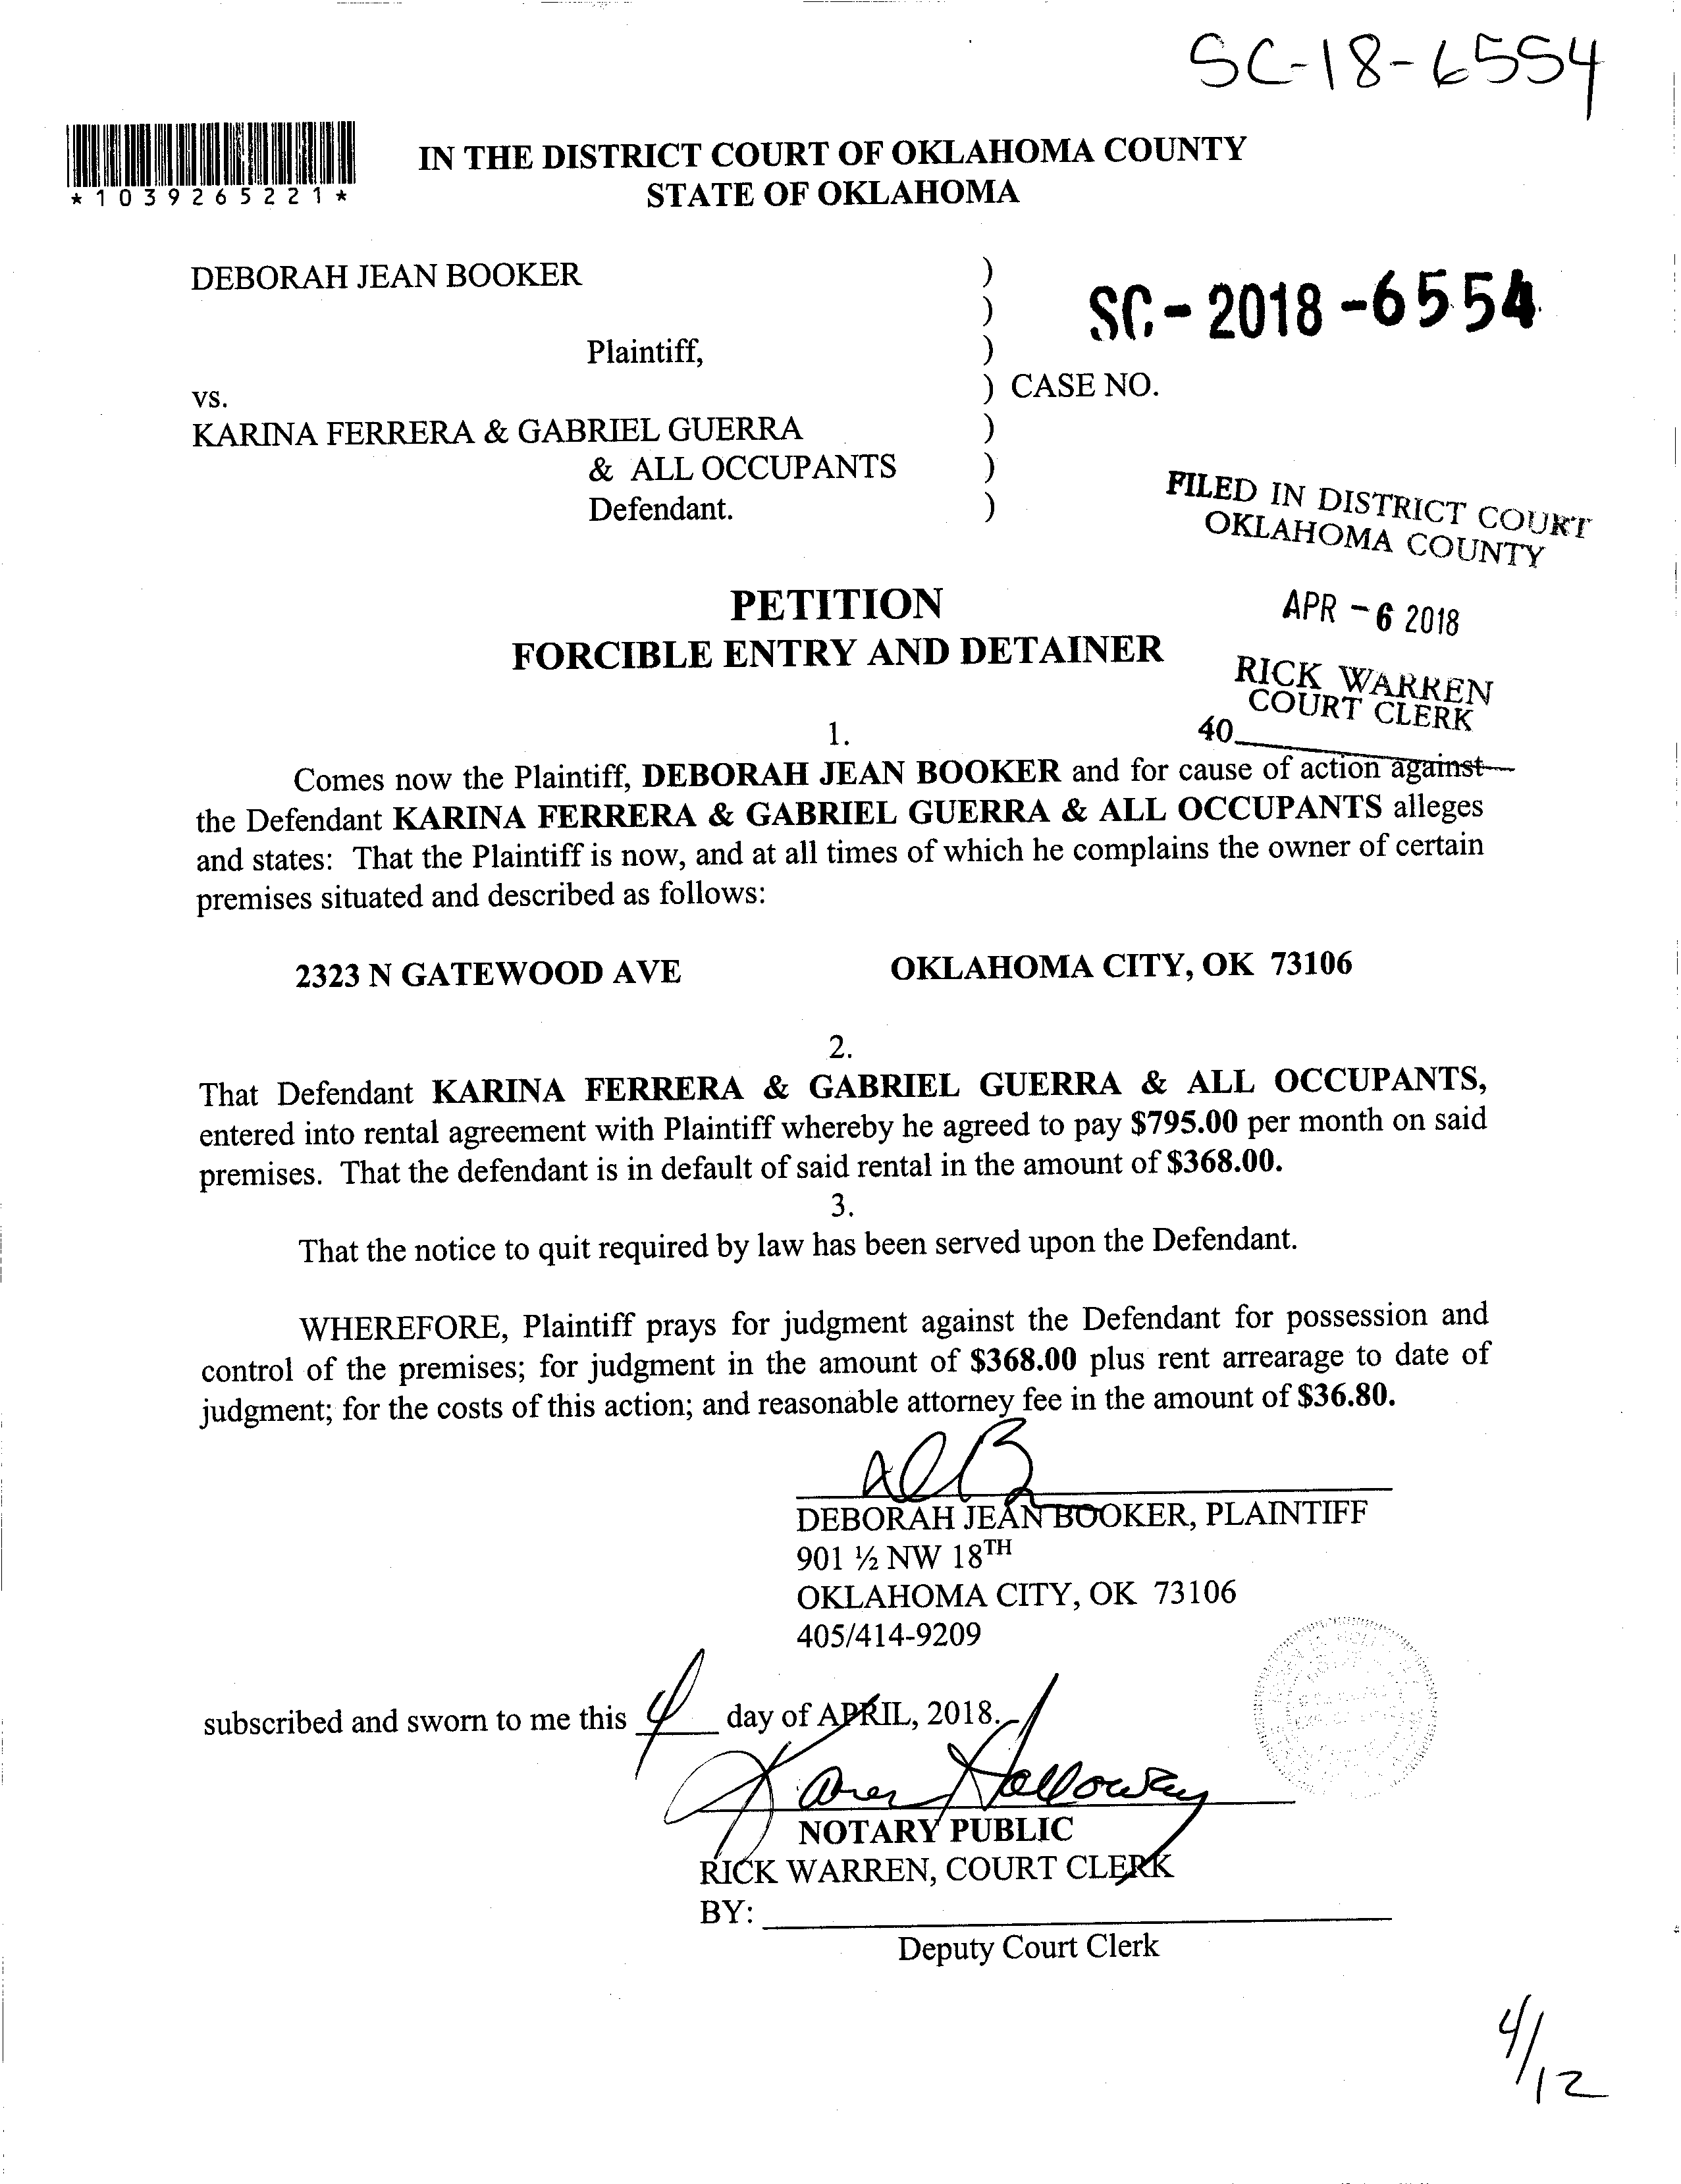 SC-18-6554
*1039265221*
IN THE DISTRICT COURT OF OKLAHOMA COUNTY
STATE OF OKLAHOMA
DEBORAH JEAN BOOKER )
)
SC-2018-6554
Plaintiff, )
vs. ) CASE NO.
KARINA FERRERA & GABRIEL GUERRA )
& ALL OCCUPANTS )
Defendant. )
FILED IN DISTRICT COURT
OKLAHOMA COUNTY
APR -6 2018
RICK WARREN
COURT CLERK
40
PETITION
FORCIBLE ENTRY AND DETAINER
1.
Comes now the Plaintiff, DEBORAH JEAN BOOKER and for cause of action against
the Defendant KARINA FERRERA & GABRIEL GUERRA & ALL OCCUPANTS alleges
and states: That the Plaintiff is now, and at all times of which he complains the owner of certain
premises situated and described as follows:
2323 N GATEWOOD AVE OKLAHOMA CITY, OK 73106
2.
That Defendant KARINA FERRERA & GABRIEL GUERRA & ALL OCCUPANTS,
entered into rental agreement with Plaintiff whereby he agreed to pay $795.00 per month on said
premises. That the defendant is in default of said rental in the amount of $368.00.
3.
That the notice to quit required by law has been served upon the Defendant.
WHEREFORE, Plaintiff prays for judgment against the Defendant for possession and
control of the premises; for judgment in the amount of $368.00 plus rent arrearage to date of
judgment; for the costs of this action; and reasonable attorney fee in the amount of $36.80.
DEBORAH JEAN BOOKER, PLAINTIFF
901 ½ NW 18TH
OKLAHOMA CITY, OK 73106
405/414-9209
subscribed and sworn to me this 4 day of APRIL, 2018.
Karen Holloway
NOTARY PUBLIC
RICK WARREN, COURT CLERK
BY:
Deputy Court Clerk
4/12